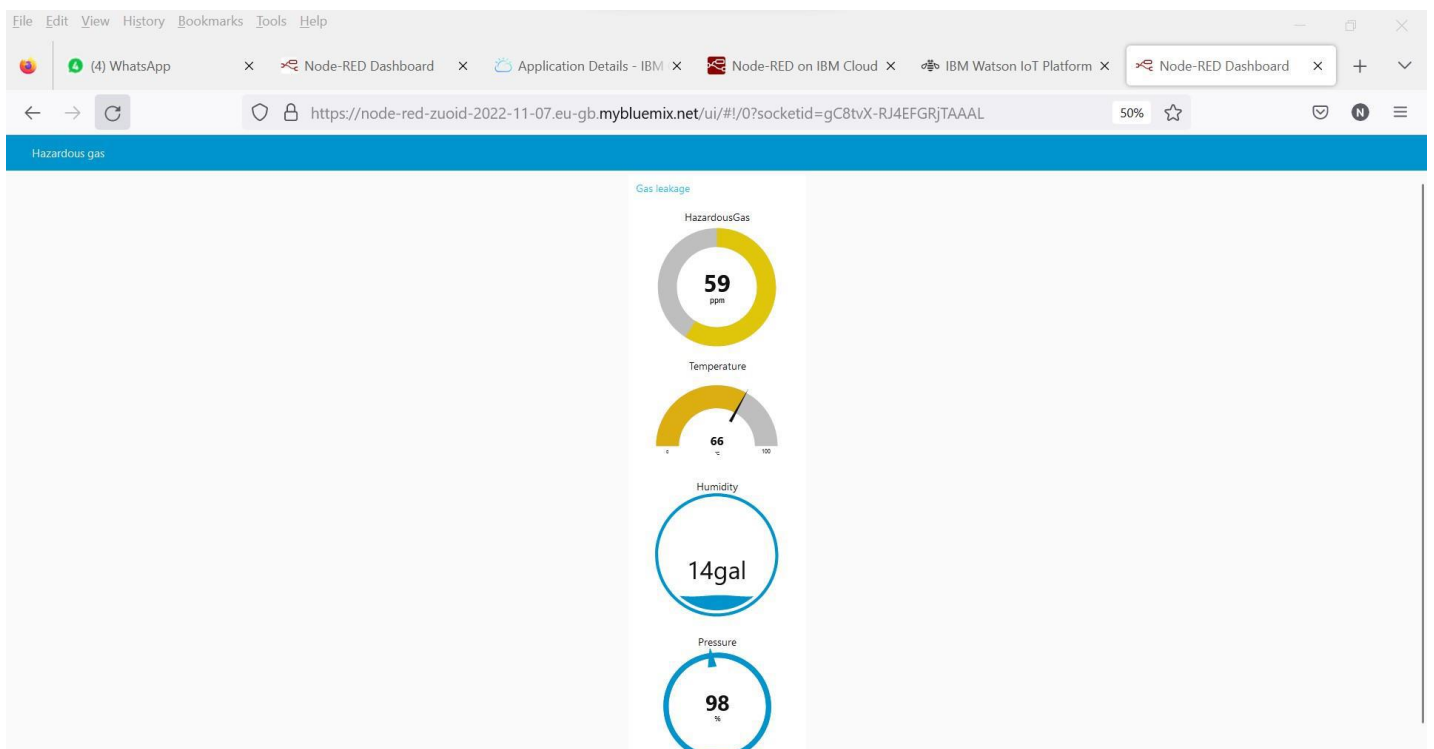 File Edit View History Bookmarks Tools Help
(4) WhatsApp Node-RED Dashboard Application Details - IBM Node-RED on IBM Cloud IBM Watson IoT Platform Node-RED Dashboard
https://node-red-zuoid-2022-11-07.eu-gb.mybluemix.net/ui/#!/0?socketid=gC8tvX-RJ4EFGRjTAAAL 50% N
Hazardous gas
Gas leakage
HazardousGas
59
ppm
Temperature
66
0 °C 100
Humidity
14gal
Pressure
98
%